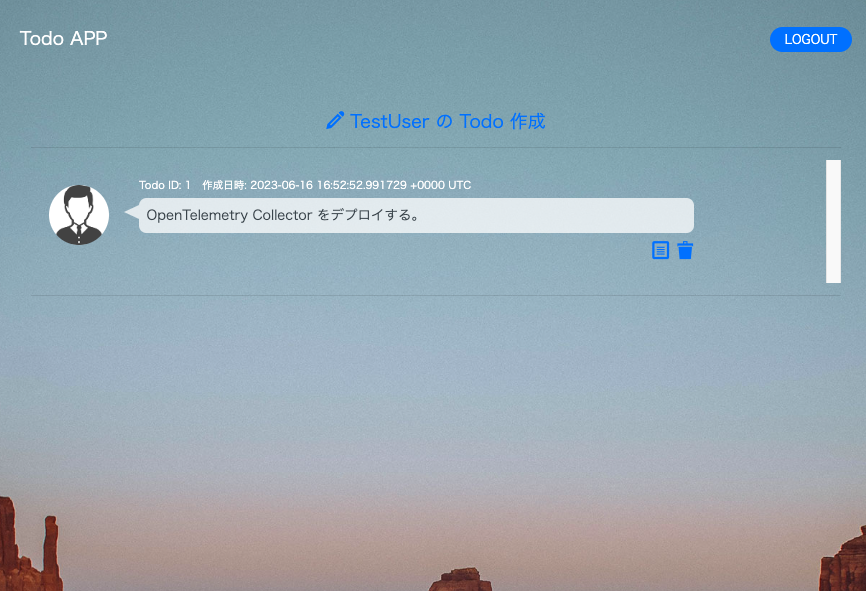 Todo APP
LOGOUT
TestUser の Todo 作成
Todo ID: 1 作成日時: 2023-06-16 16:52:52.991729 +0000 UTC
OpenTelemetry Collector をデプロイする。